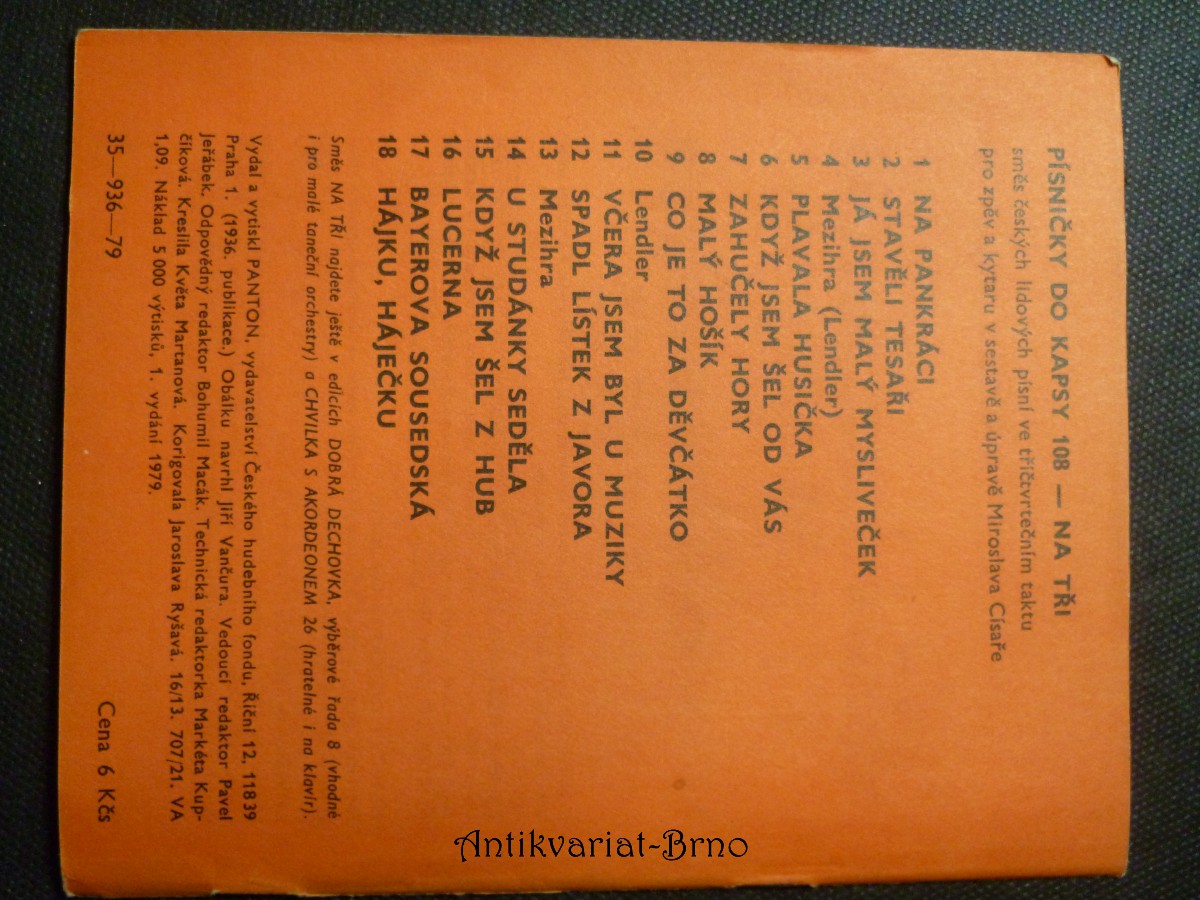 PÍSNIČKY DO KAPSY 108 — NA TŘI
směs českých lidových písní ve tříčtvrtečním taktu
pro zpěv a kytaru v sestavě a úpravě Miroslava Císaře
1 NA PANKRÁCI
2 STAVĚLI TESAŘI
3 JÁ JSEM MALÝ MYSLIVEČEK
4 Mezihra (Lendler)
5 PLAVALA HUSIČKA
6 KDYŽ JSEM ŠEL OD VÁS
7 ZAHUČELY HORY
8 MALÝ HOŠÍK
9 CO JE TO ZA DĚVČÁTKO
10 Lendler
11 VČERA JSEM BYL U MUZIKY
12 SPADL LÍSTEK Z JAVORA
13 Mezihra
14 U STUDÁNKY SEDĚLA
15 KDYŽ JSEM ŠEL Z HUB
16 LUCERNA
17 BAYEROVA SOUSEDSKÁ
18 HÁJKU, HÁJEČKU
Směs NA TŘI najdete ještě v edicích DOBRÁ DECHOVKA, výběrové řada 8 (vhodné
i pro malé taneční orchestry) a CHVILKA S AKORDEONEM 26 (hratelné i na klavír).
Vydal a vytiskl PANTON, vydavatelství Českého hudebního fondu, Říční 12, 118 39
Praha 1. (1936. publikace.) Obálku navrhl Jiří Vančura. Vedoucí redaktor Pavel
Jeřábek. Odpovědný redaktor Bohumil Macák. Technická redaktorka Markéta Kup-
číková. Kreslila Květa Martanová. Korigovala Jaroslava Ryšavá. 16/13. 707/21. VA
1,09. Náklad 5 000 výtisků, 1. vydání 1979.
35—936—79
Cena 6 Kčs
Antikvariat-Brno